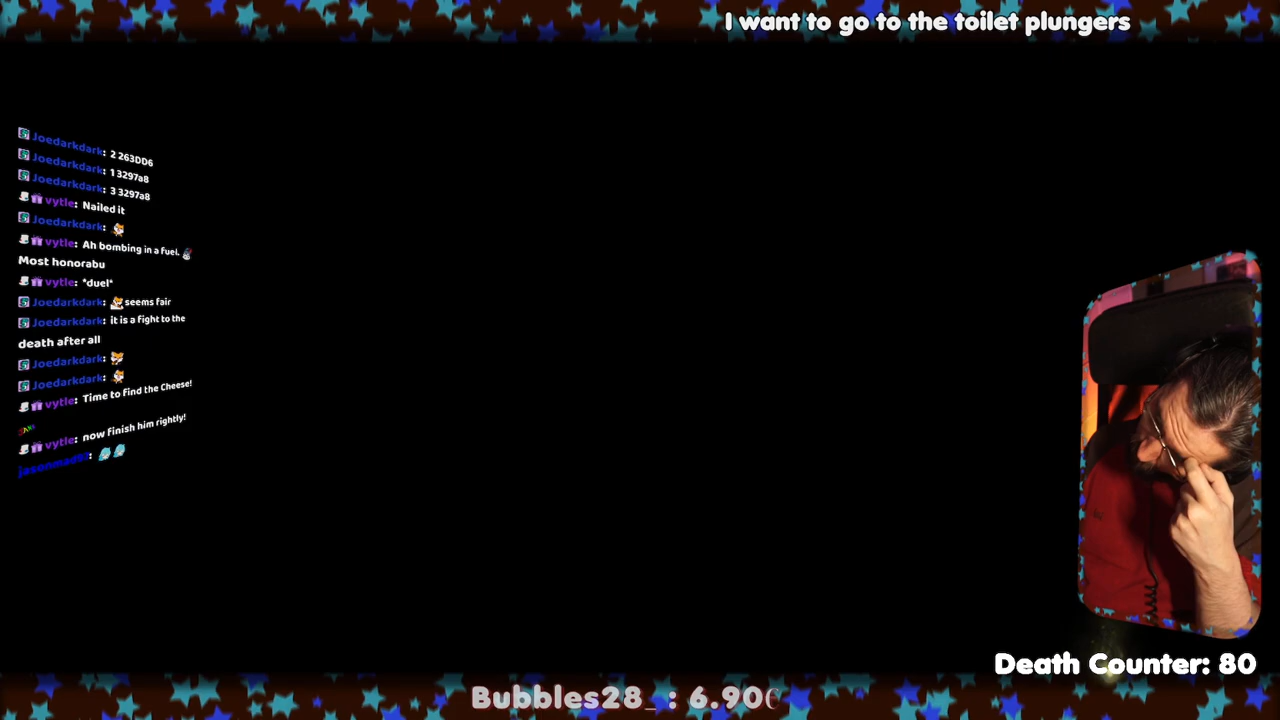 I want to go to the toilet plungers
Joedarkdark: 2 263DD6
Joedarkdark: 1 3297a8
Joedarkdark: 3 3297a8
vytle: Nailed it
Joedarkdark:
vytle: Ah bombing in a fuel.
Most honorabu
vytle: *duel*
Joedarkdark: seems fair
Joedarkdark: it is a fight to the
death after all
Joedarkdark:
Joedarkdark:
vytle: Time to find the Cheese!
vytle: now finish him rightly!
Death Counter: 80
Bubbles28_ : 6.90€